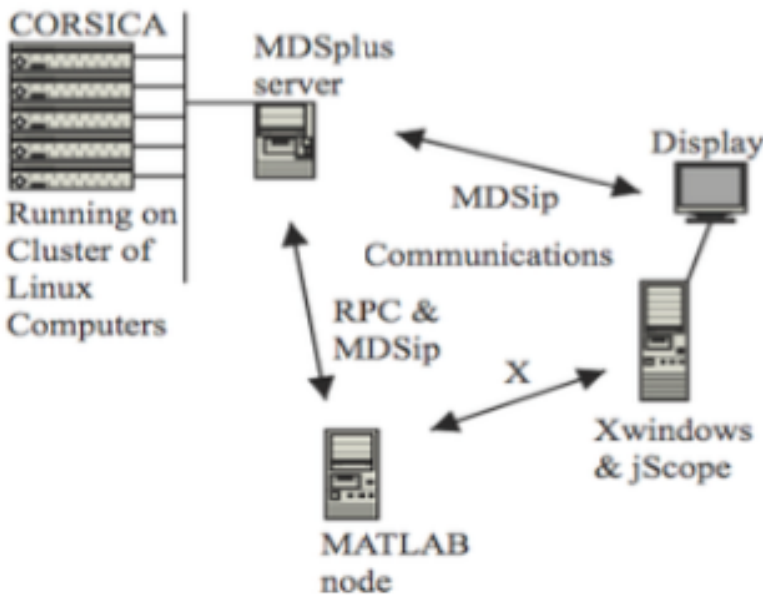 CORSICA
MDSplus
server
Display
MDSip
Running on
Cluster of
Linux
Computers
Communications
RPC &
MDSip
X
Xwindows
& jScope
MATLAB
node